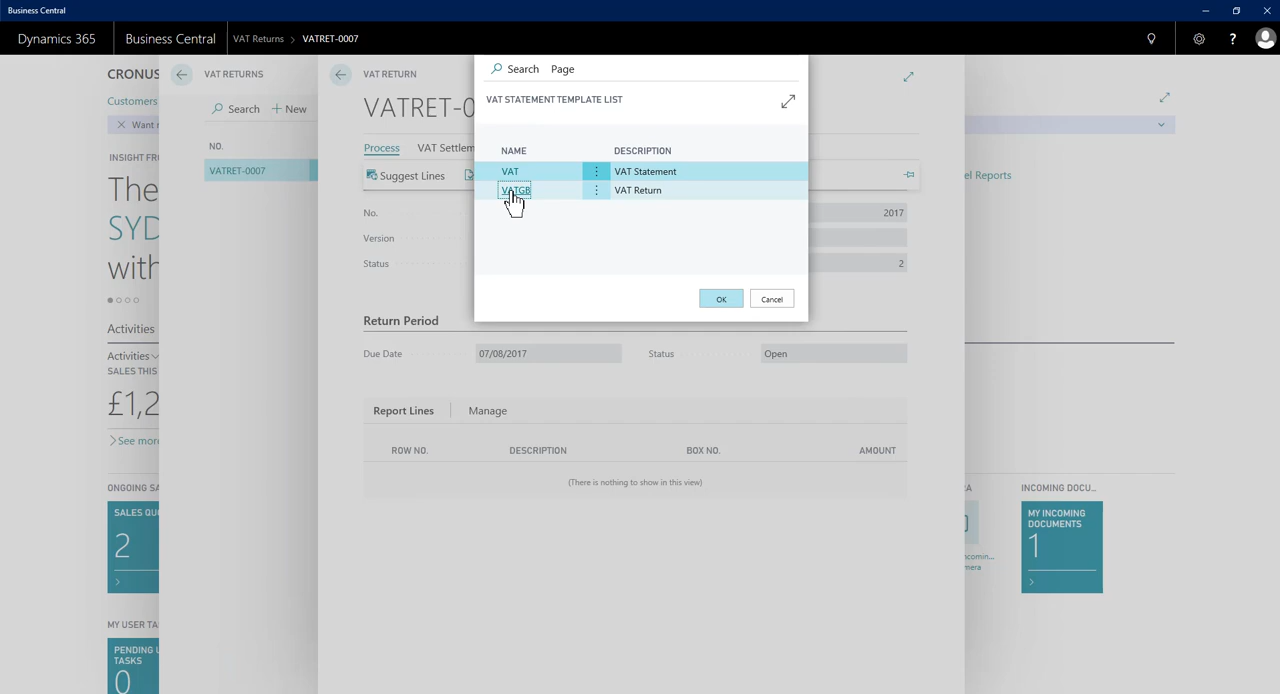 Business Central
Dynamics 365
Business Central
VAT Returns > VATRET-0007
?
CRONUS
Customers
Want
INSIGHT FR
The
SYD
with
Activities
Activities
SALES THIS
£1,2
>See more
ONGOING SA
SALES QUO
2
MY USER TA
PENDING U
TASKS
0
VAT RETURNS
Search
+ New
NO.
VATRET-0007
VAT RETURN
VATRET-0
Process
VAT Settlem
Suggest Lines
No.
2017
Version
Status
2
Return Period
Due Date
07/08/2017
Status
Open
Report Lines
Manage
ROW NO.
DESCRIPTION
BOX NO.
AMOUNT
(There is nothing to show in this view)
Search
Page
VAT STATEMENT TEMPLATE LIST
NAME
DESCRIPTION
VAT
VAT Statement
VATGB
VAT Return
OK
Cancel
el Reports
RA
INCOMING DOCU...
MY INCOMING
DOCUMENTS
1
ncomin...
mera